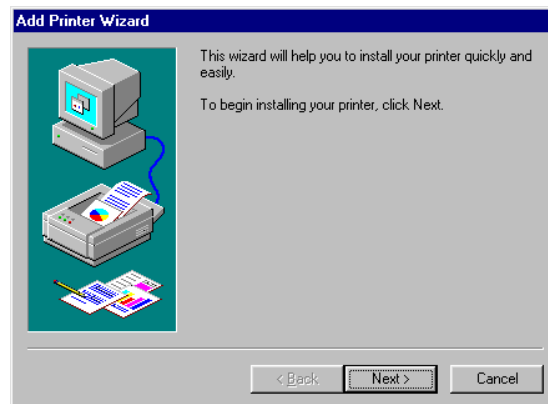 Add Printer Wizard
This wizard will help you to install your printer quickly and
easily.
To begin installing your printer, click Next.
< Back
Next >
Cancel